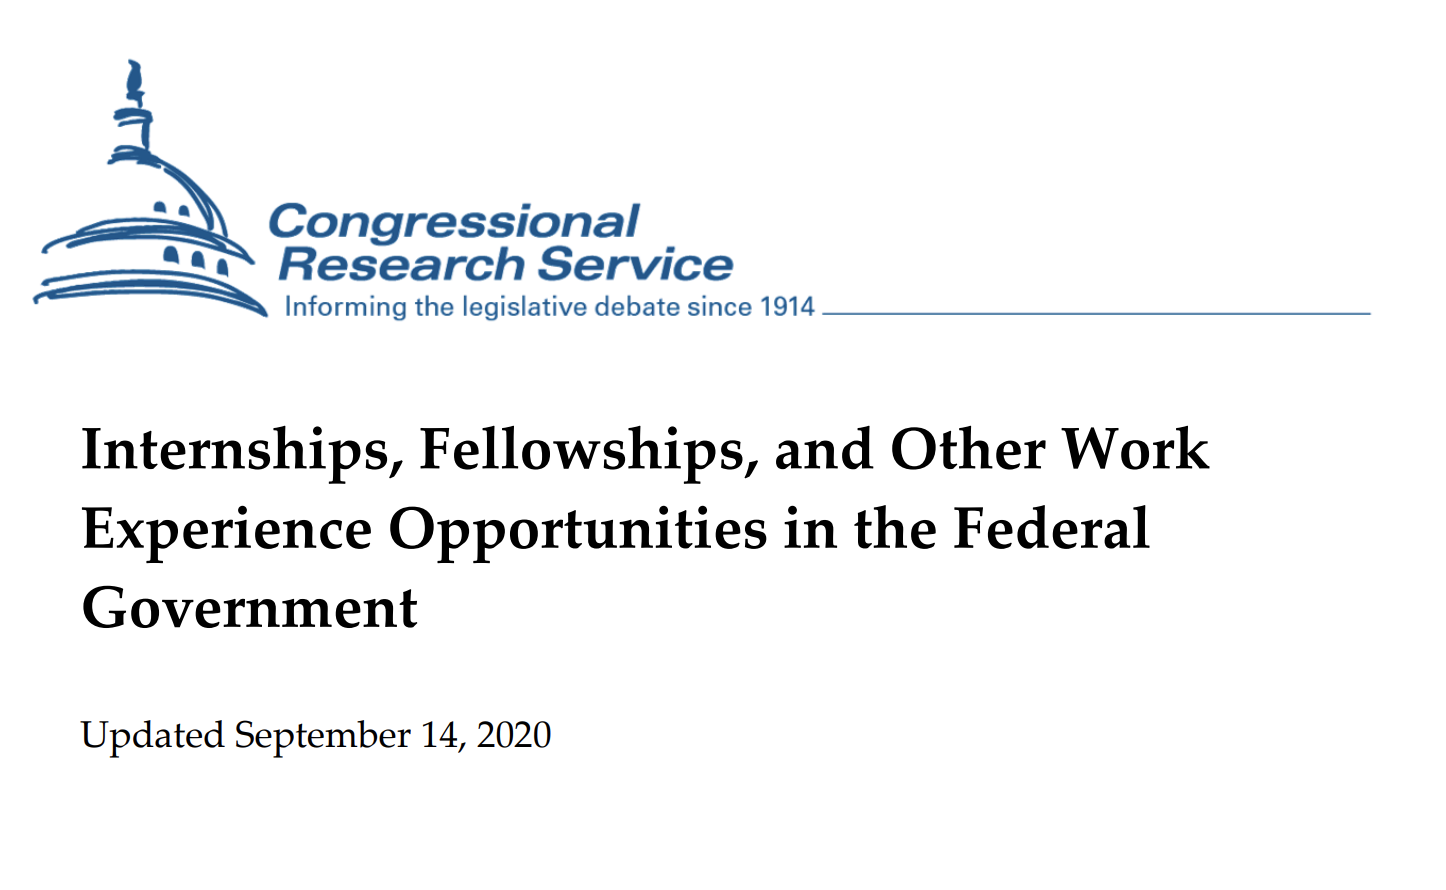 Congressional
Research Service
Informing the legislative debate since 1914
Internships, Fellowships, and Other Work
Experience Opportunities in the Federal
Government
Updated September 14, 2020